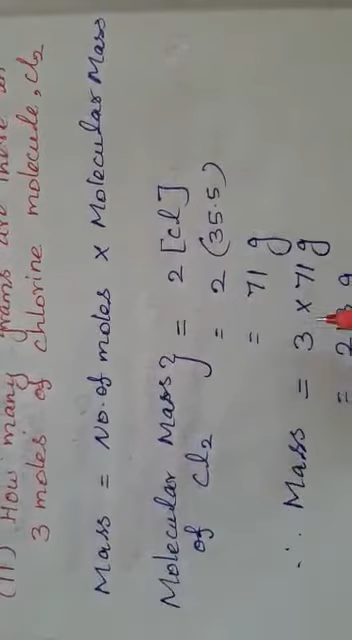 (11) How many grams are there in
3 moles of chlorine molecule, Cl2
Mass = No. of moles x Molecular Mass
Molecular Mass } = 2 [Cl]
of Cl2 = 2 (35.5)
= 71 g
∴ Mass = 3 x 71 g
=